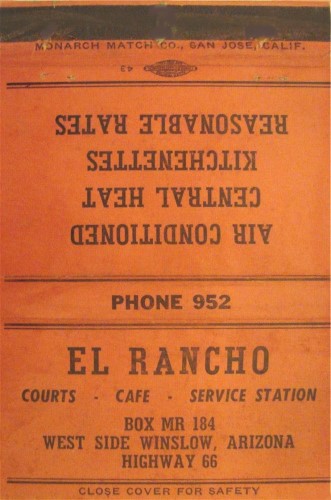 MONARCH MATCH CO., SAN JOSE, CALIF.
43
AIR CONDITIONED
CENTRAL HEAT
KITCHENETTES
REASONABLE RATES
PHONE 952
EL RANCHO
COURTS - CAFE - SERVICE STATION
BOX MR 184
WEST SIDE WINSLOW, ARIZONA
HIGHWAY 66
CLOSE COVER FOR SAFETY